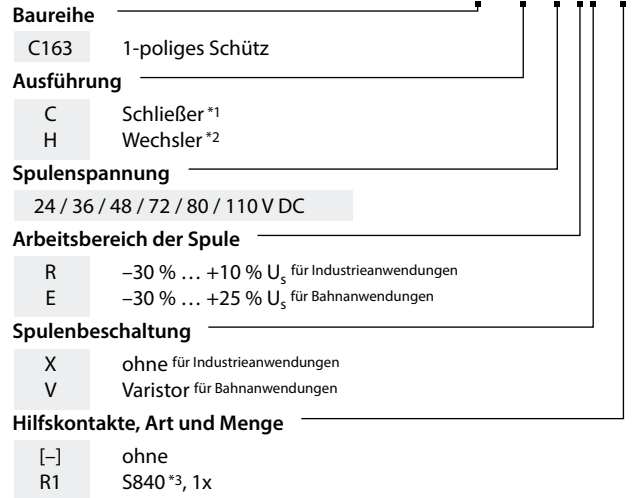 Baureihe
C163 1-poliges Schütz
Ausführung
C Schließer *1
H Wechsler *2
Spulenspannung
24 / 36 / 48 / 72 / 80 / 110 V DC
Arbeitsbereich der Spule
R –30 % … +10 % Us für Industrieanwendungen
E –30 % … +25 % Us für Bahnanwendungen
Spulenbeschaltung
X ohne für Industrieanwendungen
V Varistor für Bahnanwendungen
Hilfskontakte, Art und Menge
[–] ohne
R1 S840 *3, 1x